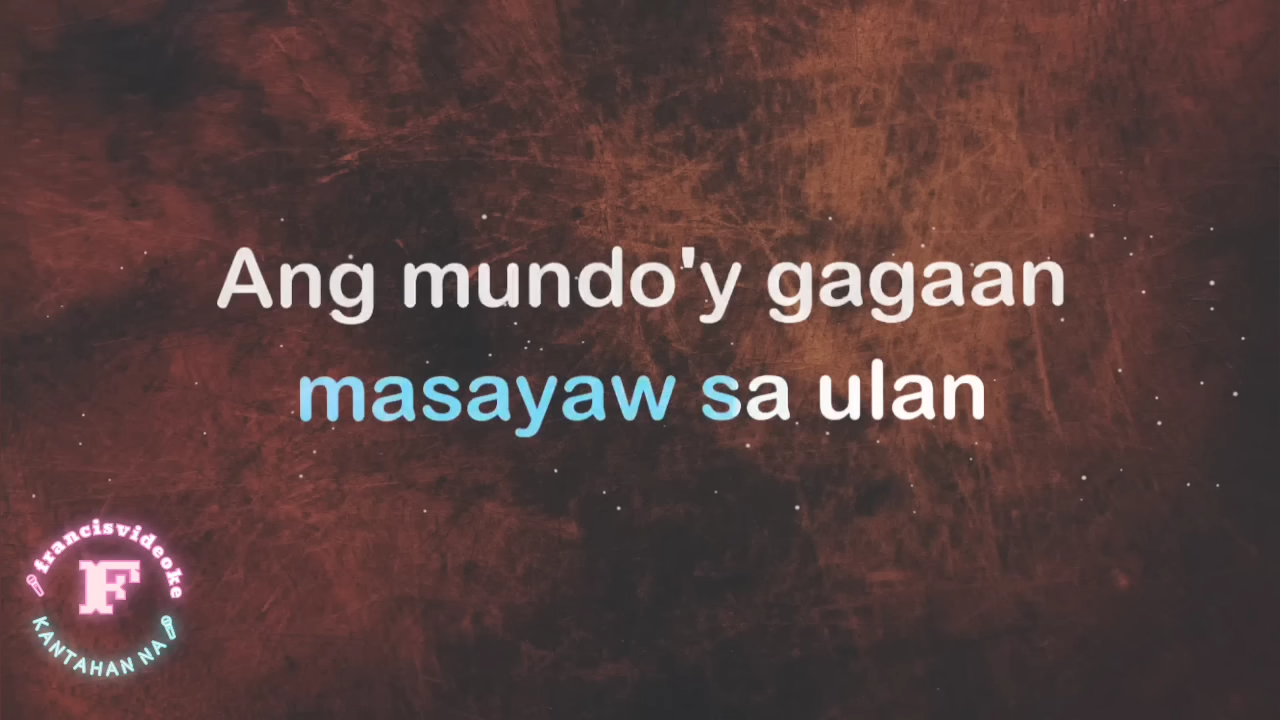 Ang mundo'y gagaan
masayaw sa ulan
francisvideoke
F
KANTAHAN NA